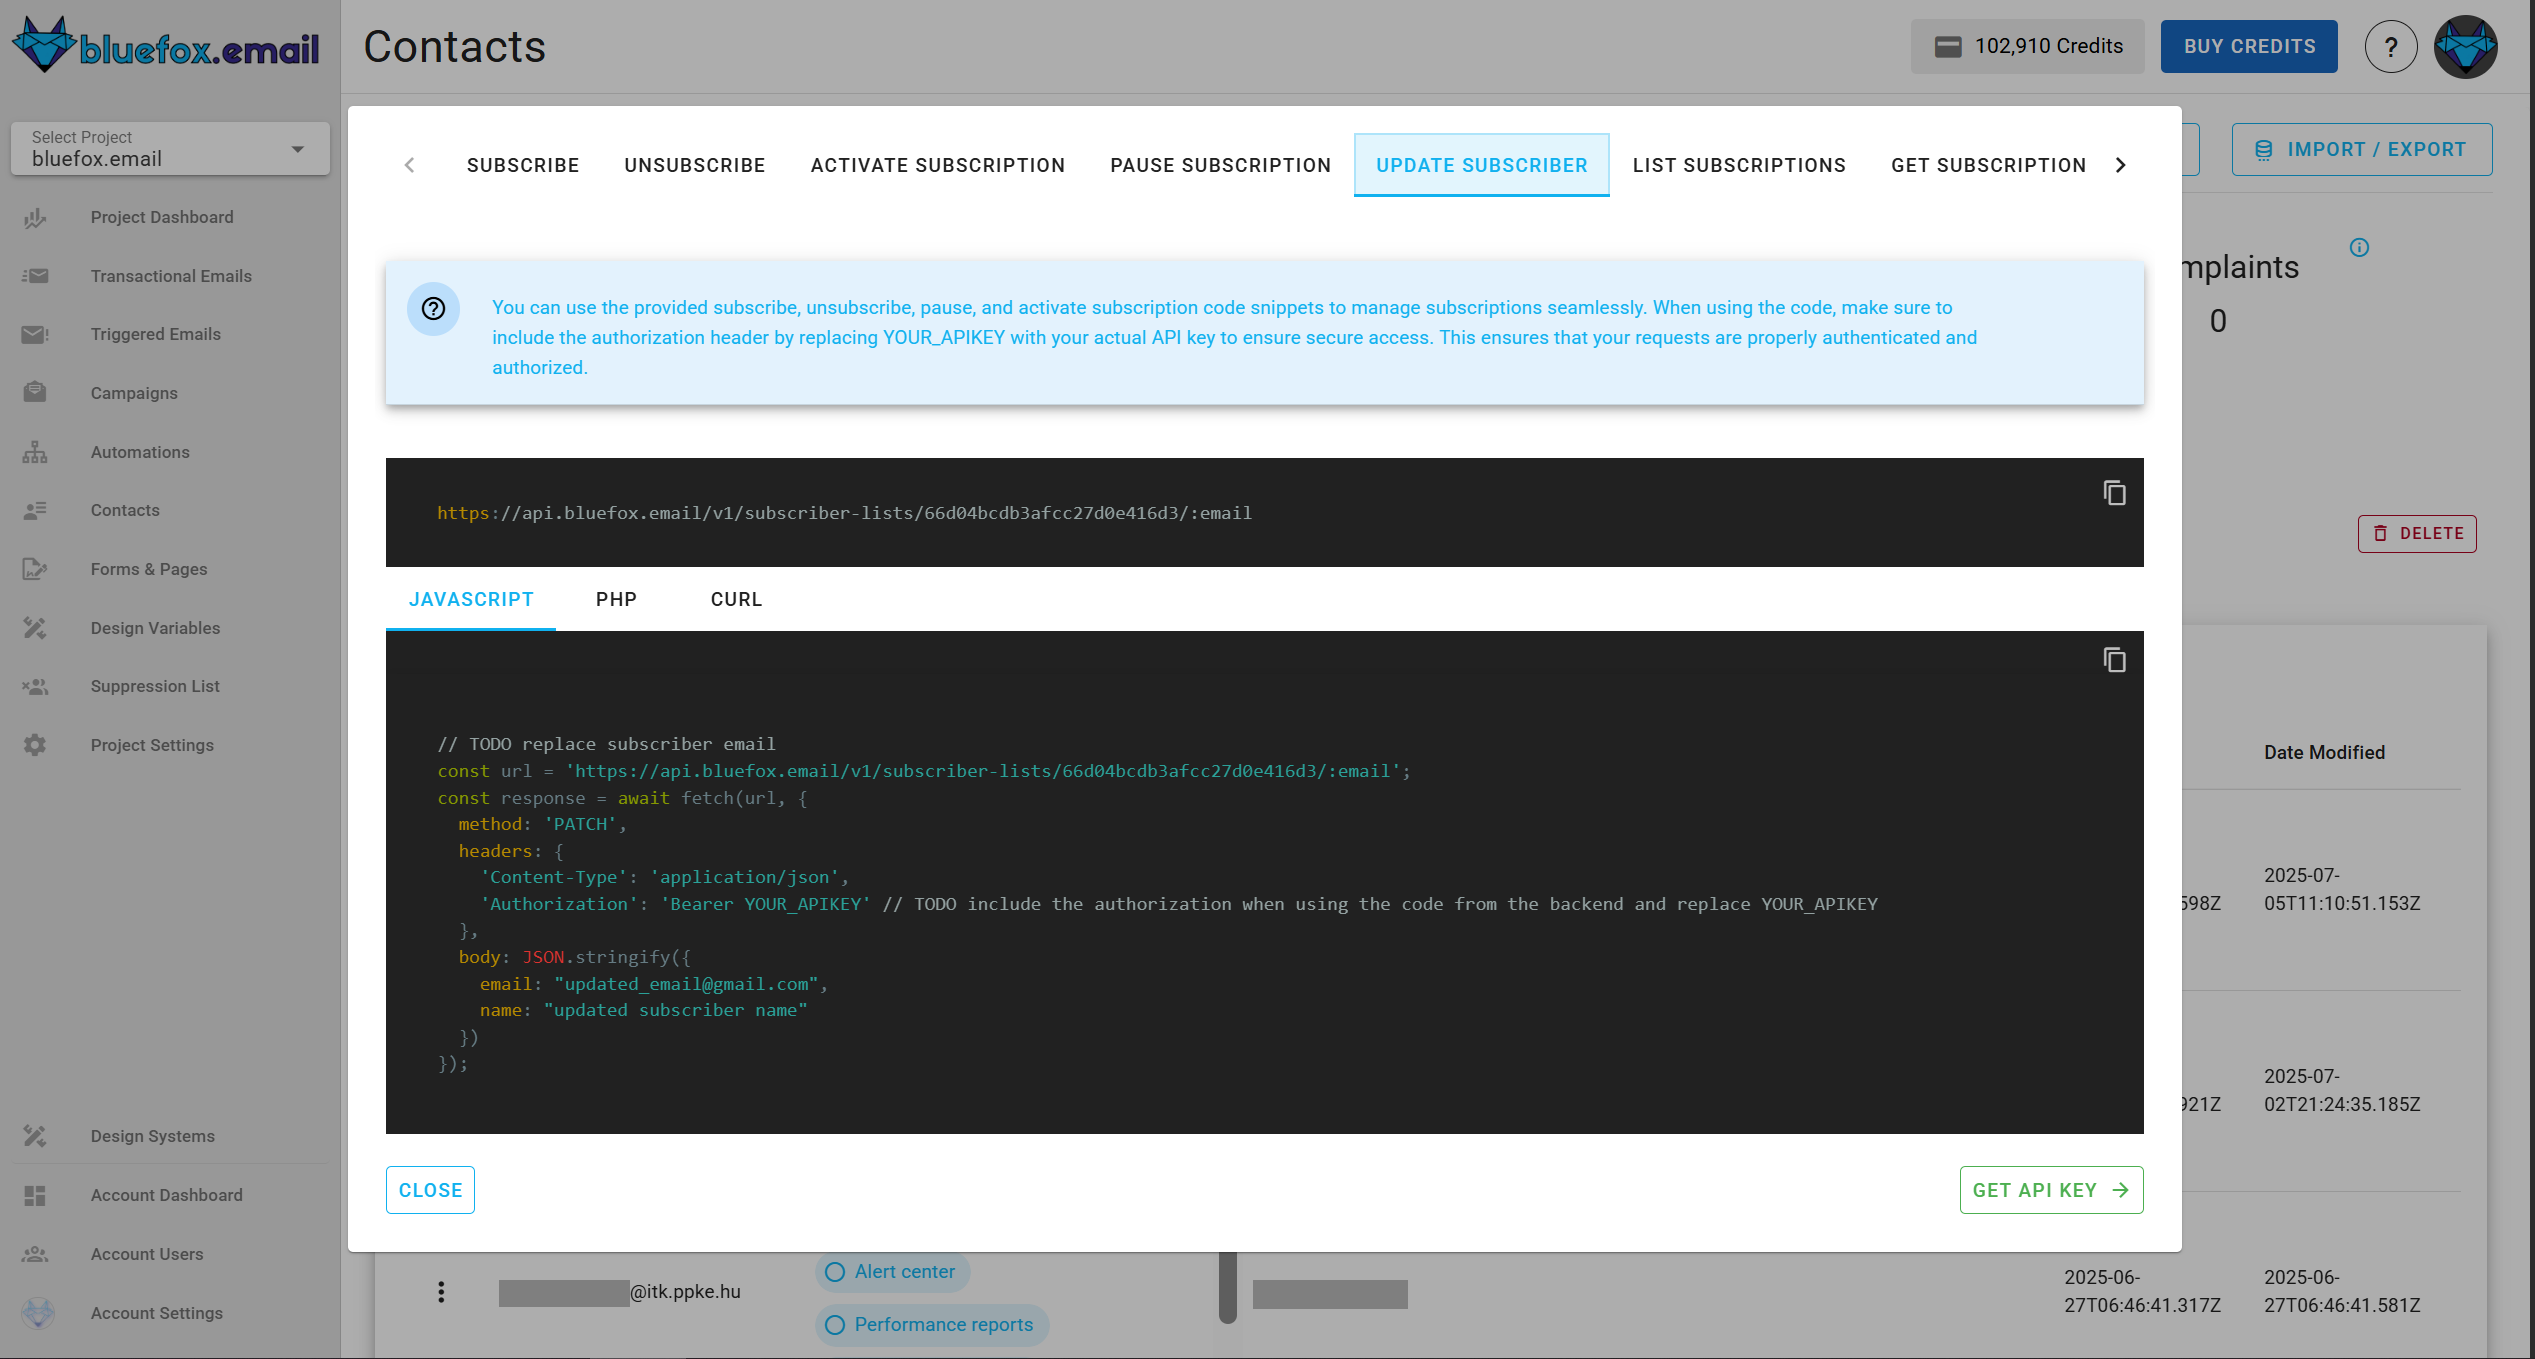 bluefox.email
Contacts
102,910 Credits
BUY CREDITS
?
Select Project
bluefox.email
Project Dashboard
Transactional Emails
Triggered Emails
Campaigns
Automations
Contacts
Forms & Pages
Design Variables
Suppression List
Project Settings
Design Systems
Account Dashboard
Account Users
Account Settings
SUBSCRIBE
UNSUBSCRIBE
ACTIVATE SUBSCRIPTION
PAUSE SUBSCRIPTION
UPDATE SUBSCRIBER
LIST SUBSCRIPTIONS
GET SUBSCRIPTION
IMPORT / EXPORT
You can use the provided subscribe, unsubscribe, pause, and activate subscription code snippets to manage subscriptions seamlessly. When using the code, make sure to
include the authorization header by replacing YOUR_APIKEY with your actual API key to ensure secure access. This ensures that your requests are properly authenticated and
authorized.
mplaints
0
https://api.bluefox.email/v1/subscriber-lists/66d04bcdb3afcc27d0e416d3/:email
DELETE
JAVASCRIPT
PHP
CURL
// TODO replace subscriber email
const url = 'https://api.bluefox.email/v1/subscriber-lists/66d04bcdb3afcc27d0e416d3/:email';
const response = await fetch(url, {
method: 'PATCH',
headers: {
'Content-Type': 'application/json',
'Authorization': 'Bearer YOUR_APIKEY' // TODO include the authorization when using the code from the backend and replace YOUR_APIKEY
},
body: JSON.stringify({
email: "updated_email@gmail.com",
name: "updated subscriber name"
})
});
CLOSE
GET API KEY
Date Modified
598Z
2025-07-
05T11:10:51.153Z
921Z
2025-07-
02T21:24:35.185Z
@itk.ppke.hu
Alert center
Performance reports
2025-06-
27T06:46:41.317Z
2025-06-
27T06:46:41.581Z